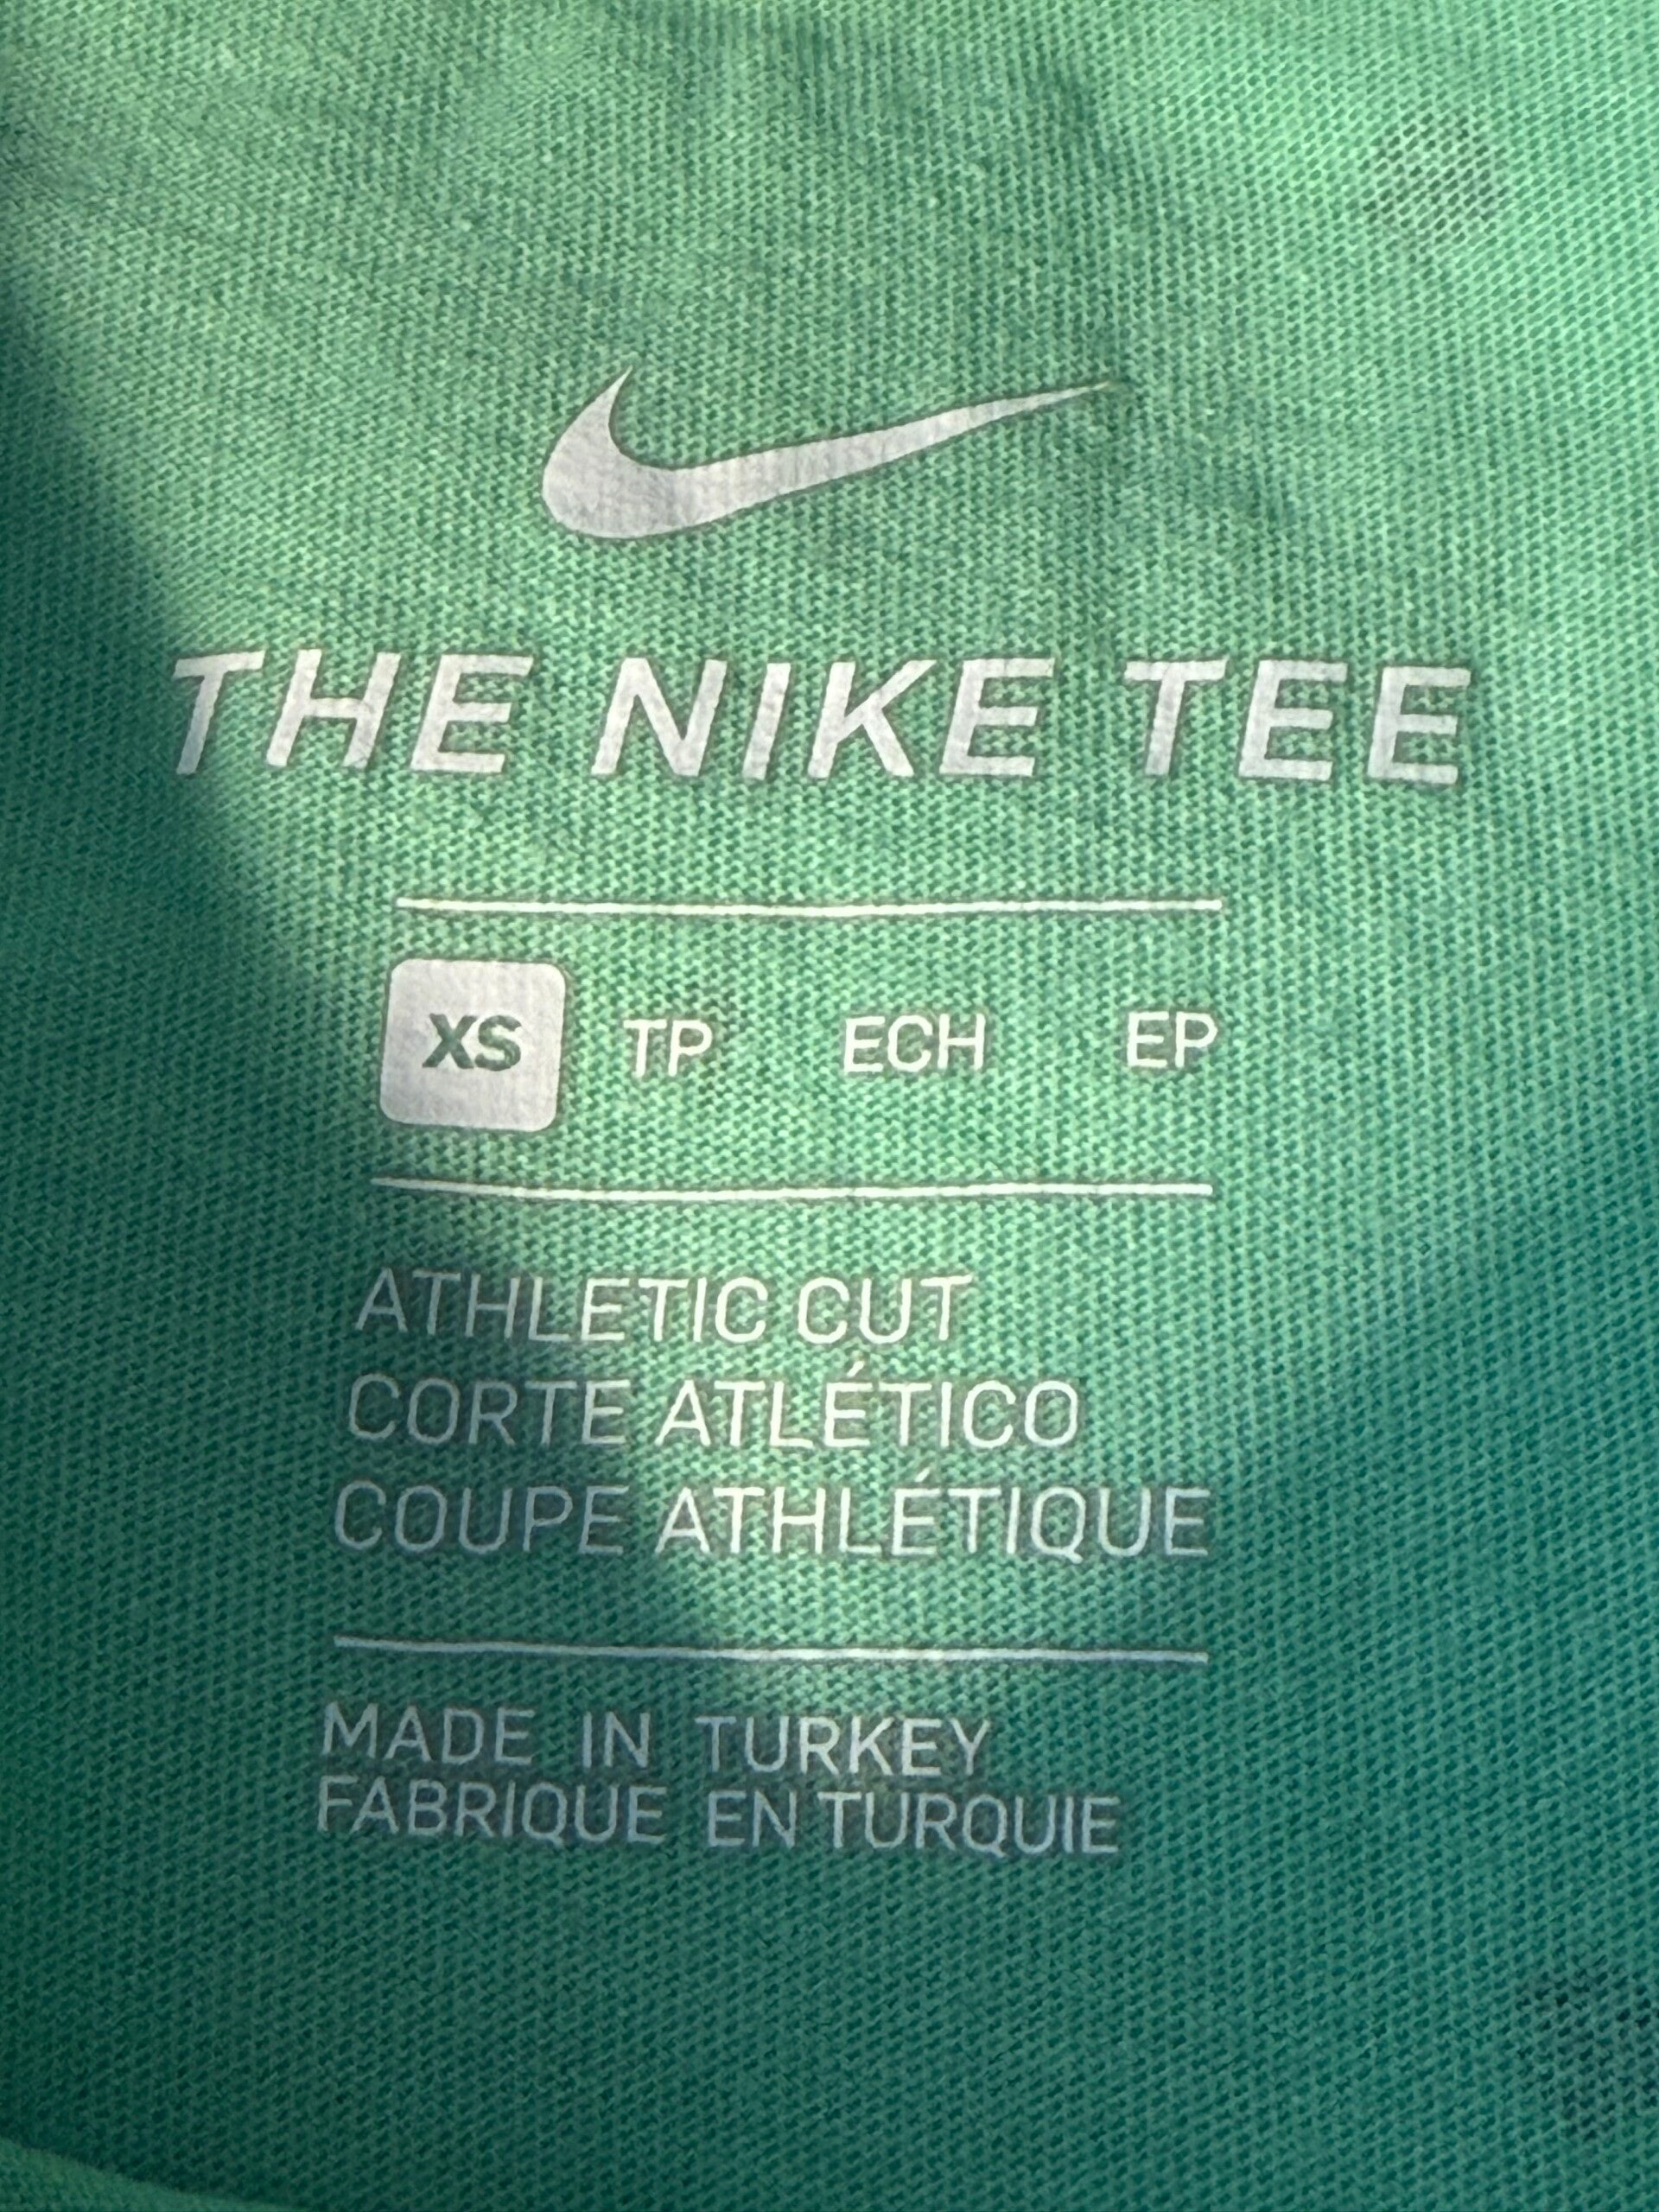 THE NIKE TEE
XS TP ECH EP
ATHLETIC CUT
CORTE ATLÉTICO
COUPE ATHLÉTIQUE
MADE IN TURKEY
FABRIQUE EN TURQUIE